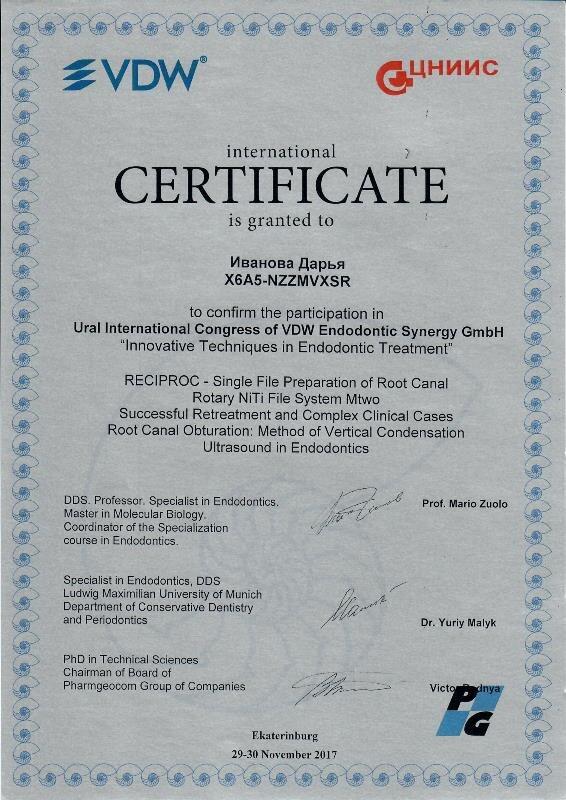 VDW®
ЦНИИС
international
CERTIFICATE
is granted to
Иванова Дарья
X6A5-NZZMVXSR
to confirm the participation in
Ural International Congress of VDW Endodontic Synergy GmbH
“Innovative Techniques in Endodontic Treatment”
RECIPROC - Single File Preparation of Root Canal
Rotary NiTi File System Mtwo
Successful Retreatment and Complex Clinical Cases
Root Canal Obturation: Method of Vertical Condensation
Ultrasound in Endodontics
DDS. Professor. Specialist in Endodontics.
Master in Molecular Biology.
Coordinator of the Specialization
course in Endodontics.
Prof. Mario Zuolo
Specialist in Endodontics, DDS
Ludwig Maximilian University of Munich
Department of Conservative Dentistry
and Periodontics
Dr. Yuriy Malyk
PhD in Technical Sciences
Chairman of Board of
Pharmgeocom Group of Companies
Victor
PG
Ekaterinburg
29-30 November 2017